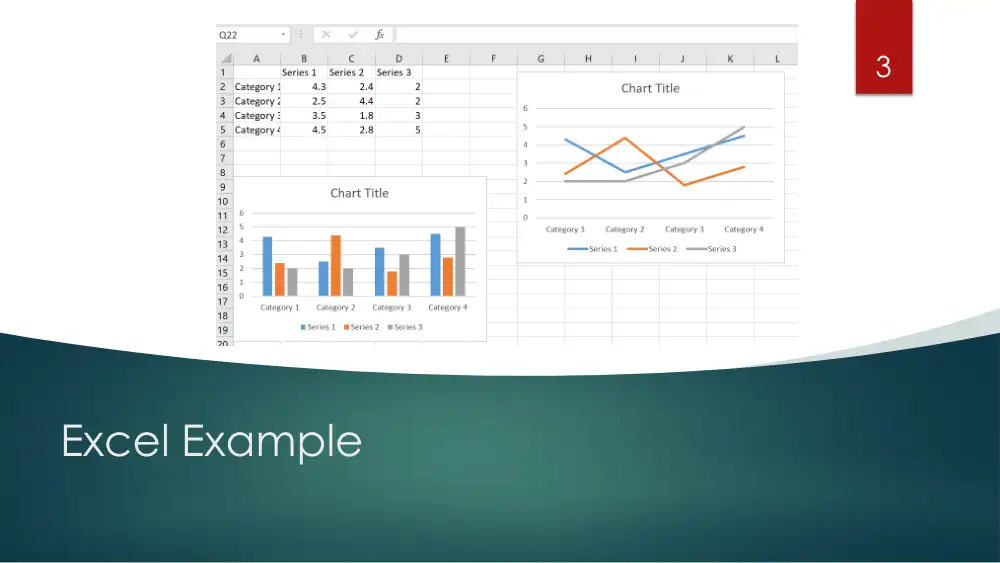 3
Q22 fx
A B C D E F G H I J K L
1 Series 1 Series 2 Series 3
2 Category 1 4.3 2.4 2
3 Category 2 2.5 4.4 2
4 Category 3 3.5 1.8 3
5 Category 4 4.5 2.8 5
6
7
8
9
10
11
12
13
14
15
16
17
18
19
20
Chart Title
6
5
4
3
2
1
0
Category 1 Category 2 Category 3 Category 4
Series 1 Series 2 Series 3
Chart Title
6
5
4
3
2
1
0
Category 1 Category 2 Category 3 Category 4
Series 1 Series 2 Series 3
Excel Example